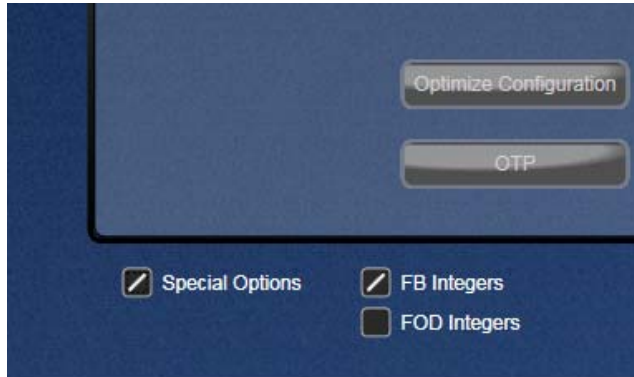 Optimize Configuration
OTP
Special Options
FB Integers
FOD Integers